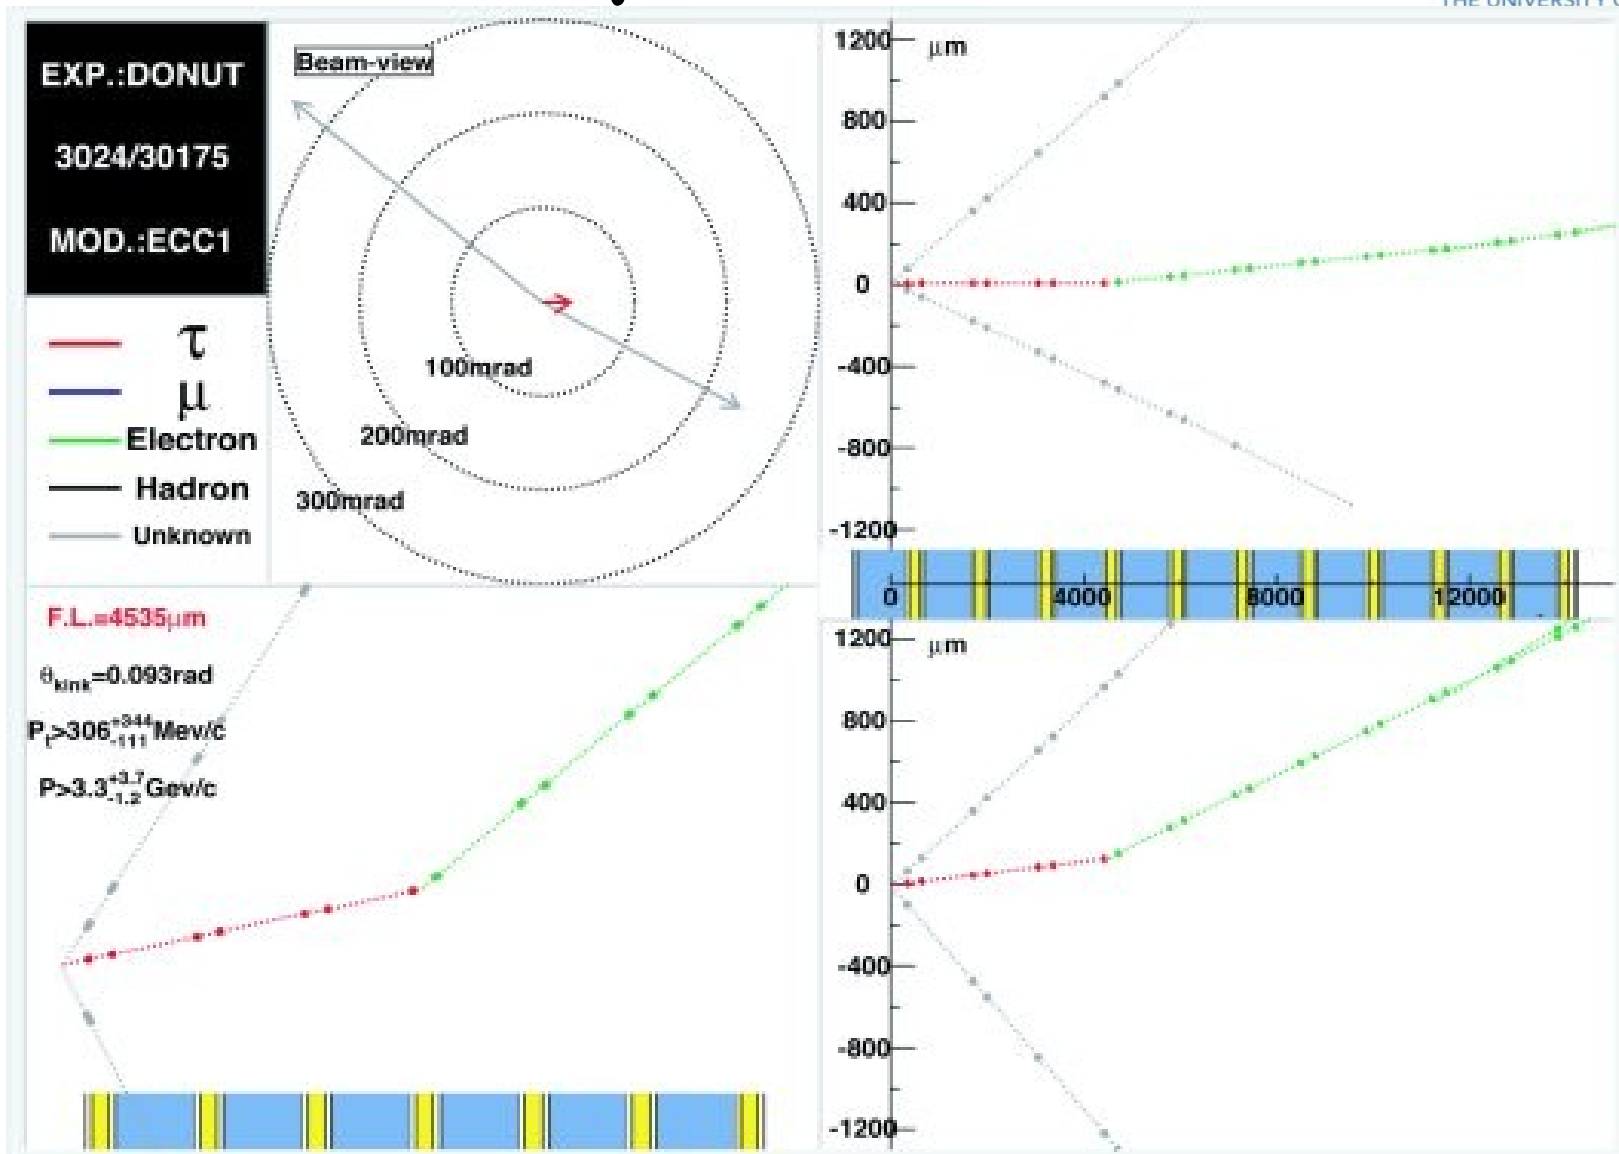 EXP.:DONUT
3024/30175
MOD.:ECC1
Beam-view
100mrad
200mrad
300mrad
τ
μ
Electron
Hadron
Unknown
1200 μm
800
400
0
-400
-800
-1200
0 4000 8000 12000
F.L.=4535μm
θkink=0.093rad
Pt>306+344-111Mev/c
P>3.3+3.7-1.2Gev/c
1200 μm
800
400
0
-400
-800
-1200